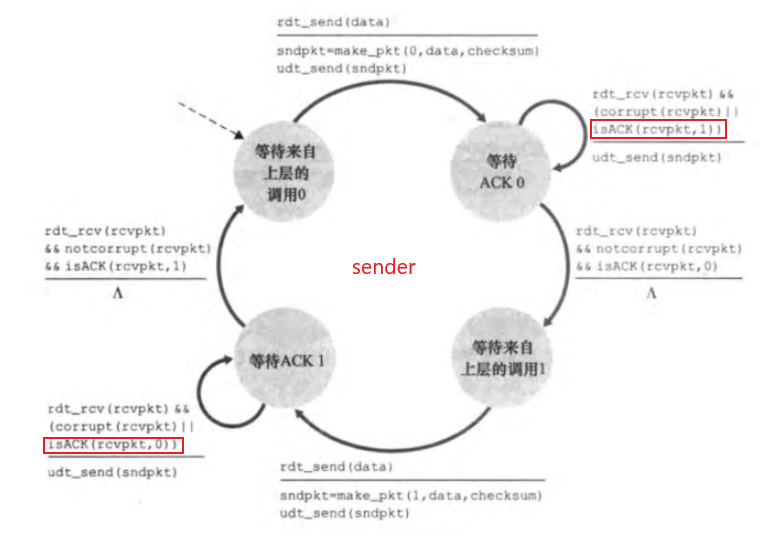 rdt_send(data)
sndpkt=make_pkt(0,data,checksum)
udt_send(sndpkt)
rdt_rcv(rcvpkt) &&
(corrupt(rcvpkt)||
isACK(rcvpkt,1))
udt_send(sndpkt)
等待来自
上层的
调用0
等待
ACK 0
rdt_rcv(rcvpkt)
&& notcorrupt(rcvpkt)
&& isACK(rcvpkt,1)
Λ
sender
rdt_rcv(rcvpkt)
&& notcorrupt(rcvpkt)
&& isACK(rcvpkt,0)
Λ
等待ACK 1
等待来自
上层的调用1
rdt_rcv(rcvpkt) &&
(corrupt(rcvpkt)||
isACK(rcvpkt,0))
udt_send(sndpkt)
rdt_send(data)
sndpkt=make_pkt(1,data,checksum)
udt_send(sndpkt)